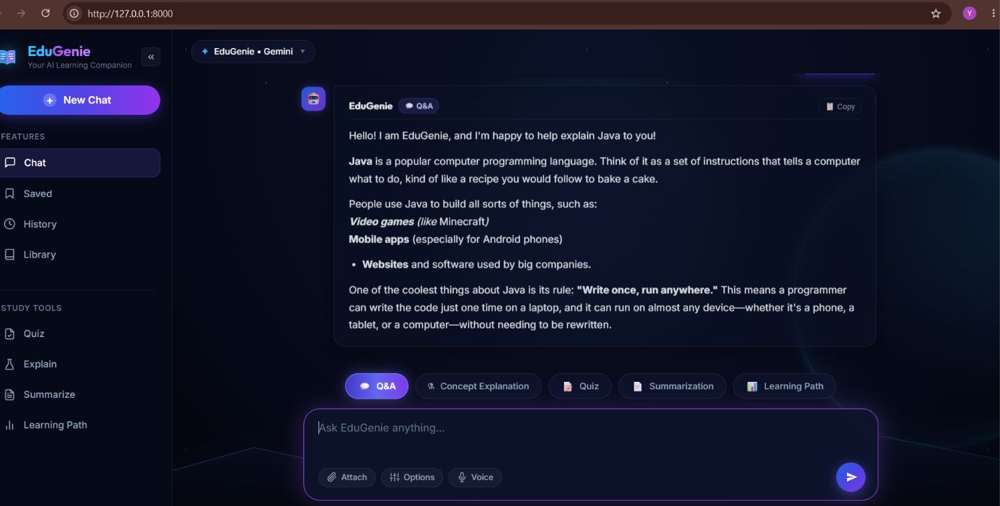 http://127.0.0.1:8000
Y
EduGenie
Your AI Learning Companion
«
+ New Chat
FEATURES
Chat
Saved
History
Library
STUDY TOOLS
Quiz
Explain
Summarize
Learning Path
EduGenie • Gemini
EduGenie
Q&A
Copy
Hello! I am EduGenie, and I'm happy to help explain Java to you!
Java is a popular computer programming language. Think of it as a set of instructions that tells a computer
what to do, kind of like a recipe you would follow to bake a cake.
People use Java to build all sorts of things, such as:
Video games (like Minecraft)
Mobile apps (especially for Android phones)
• Websites and software used by big companies.
One of the coolest things about Java is its rule: "Write once, run anywhere." This means a programmer
can write the code just one time on a laptop, and it can run on almost any device—whether it's a phone, a
tablet, or a computer—without needing to be rewritten.
Q&A
Concept Explanation
Quiz
Summarization
Learning Path
Ask EduGenie anything...
Attach
Options
Voice